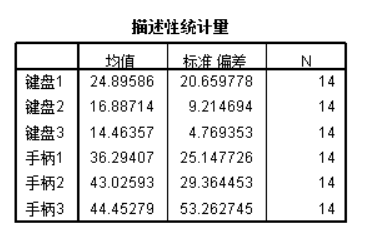 描述性统计量
均值 标准 偏差 N
键盘1 24.89586 20.659778 14
键盘2 16.88714 9.214694 14
键盘3 14.46357 4.769353 14
手柄1 36.29407 25.147726 14
手柄2 43.02593 29.364453 14
手柄3 44.45279 53.262745 14